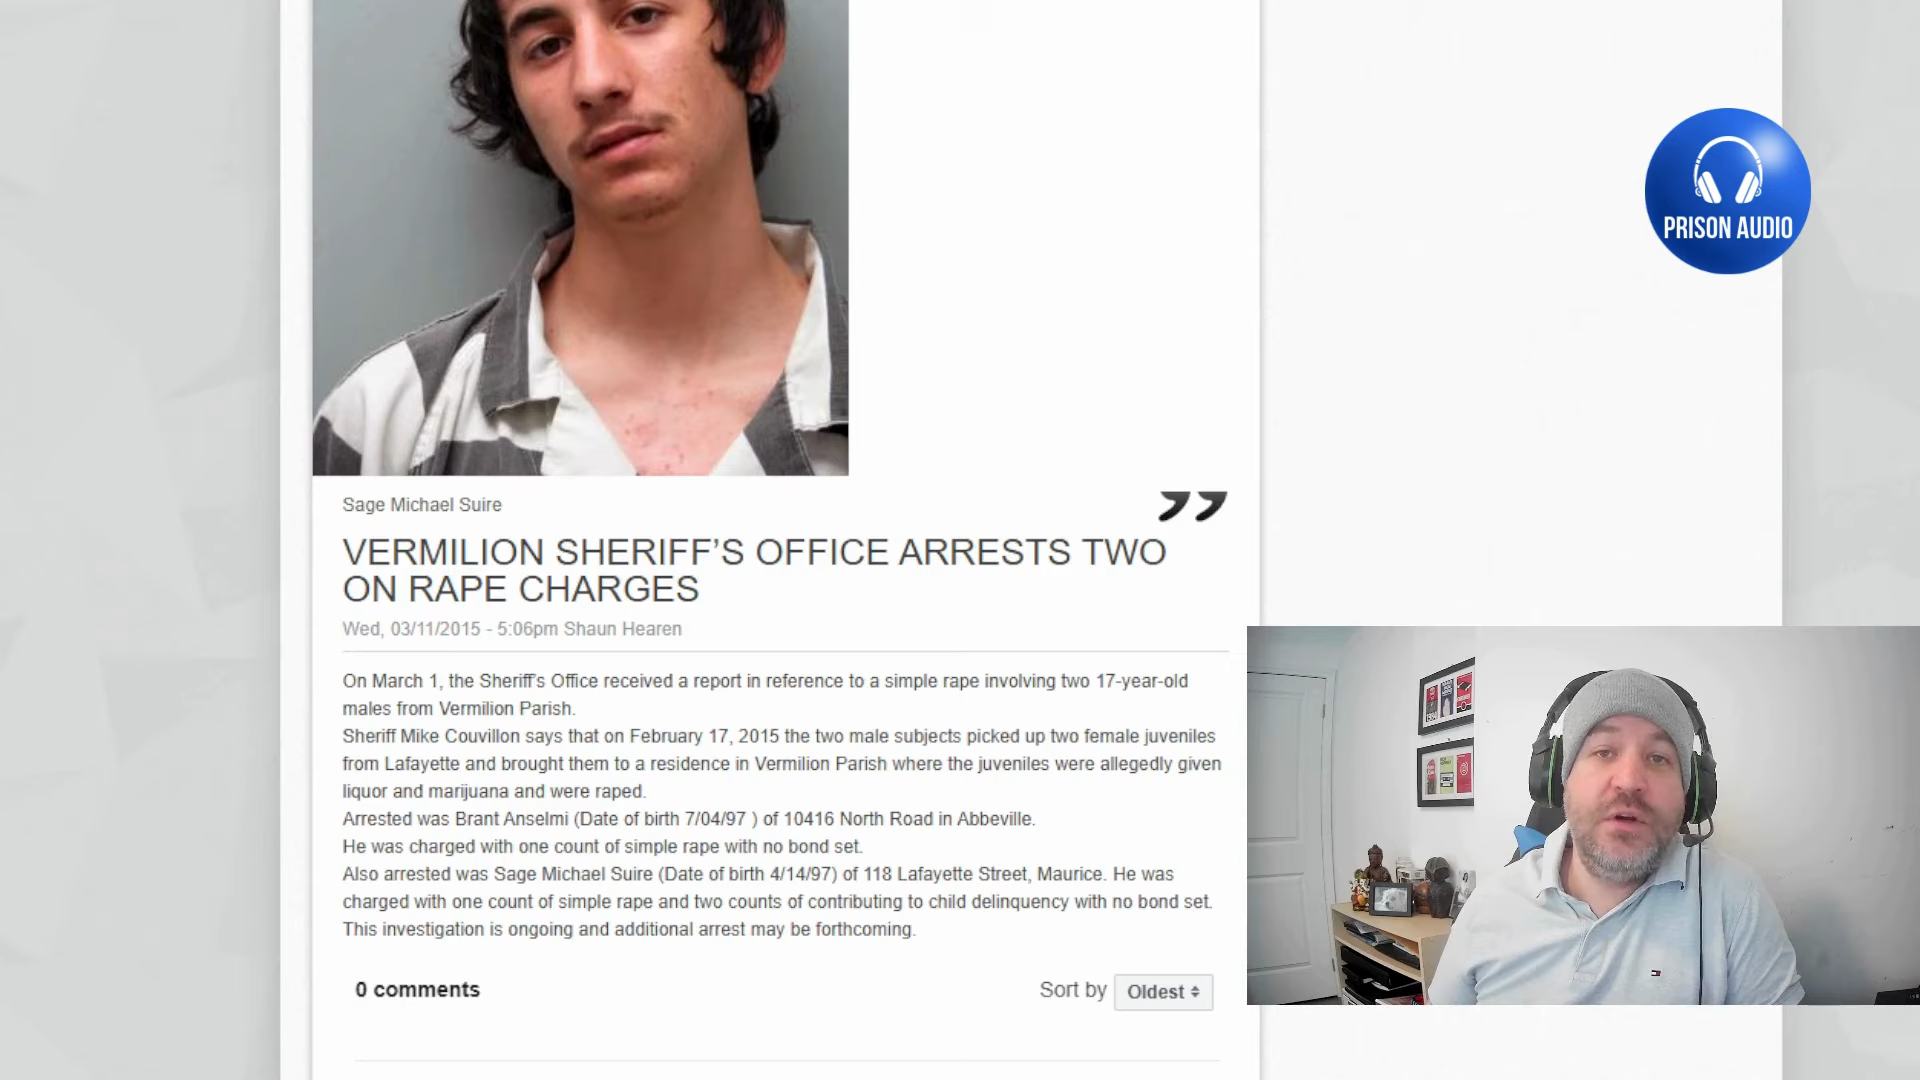 PRISON AUDIO
Sage Michael Suire
VERMILION SHERIFF'S OFFICE ARRESTS TWO
ON RAPE CHARGES
Wed, 03/11/2015 - 5:06pm Shaun Hearen
On March 1, the Sheriff's Office received a report in reference to a simple rape involving two 17-year-old
males from Vermilion Parish.
Sheriff Mike Couvillon says that on February 17, 2015 the two male subjects picked up two female juveniles
from Lafayette and brought them to a residence in Vermilion Parish where the juveniles were allegedly given
liquor and marijuana and were raped.
Arrested was Brant Anselmi (Date of birth 7/04/97 ) of 10416 North Road in Abbeville.
He was charged with one count of simple rape with no bond set.
Also arrested was Sage Michael Suire (Date of birth 4/14/97) of 118 Lafayette Street, Maurice. He was
charged with one count of simple rape and two counts of contributing to child delinquency with no bond set.
This investigation is ongoing and additional arrest may be forthcoming.
0 comments
Sort by Oldest